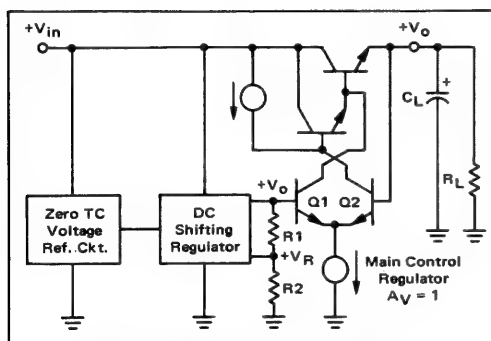 +Vin
+Vo
+
CL
RL
+Vo
Q1 Q2
Zero TC
Voltage
Ref. Ckt.
DC
Shifting
Regulator
R1
+VR
R2
Main Control
Regulator
AV = 1